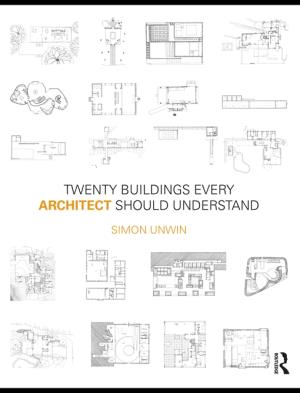 TWENTY BUILDINGS EVERY
ARCHITECT SHOULD UNDERSTAND
SIMON UNWIN
ROUTLEDGE